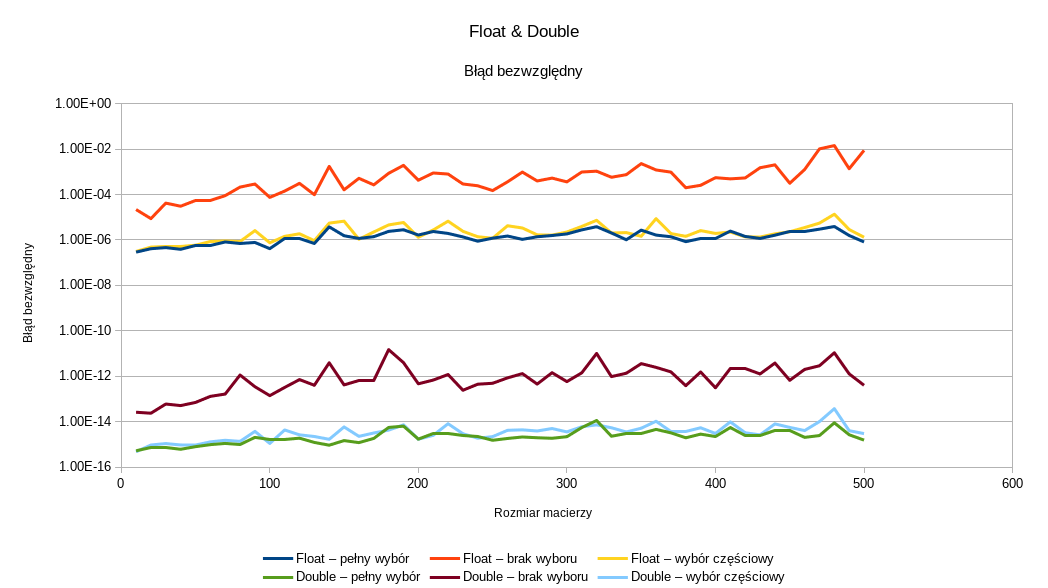 Float & Double
Błąd bezwzględny
1.00E+00
1.00E-02
1.00E-04
1.00E-06
1.00E-08
1.00E-10
1.00E-12
1.00E-14
1.00E-16
Błąd bezwzględny
0 100 200 300 400 500 600
Rozmiar macierzy
Float – pełny wybór Float – brak wyboru Float – wybór częściowy
Double – pełny wybór Double – brak wyboru Double – wybór częściowy